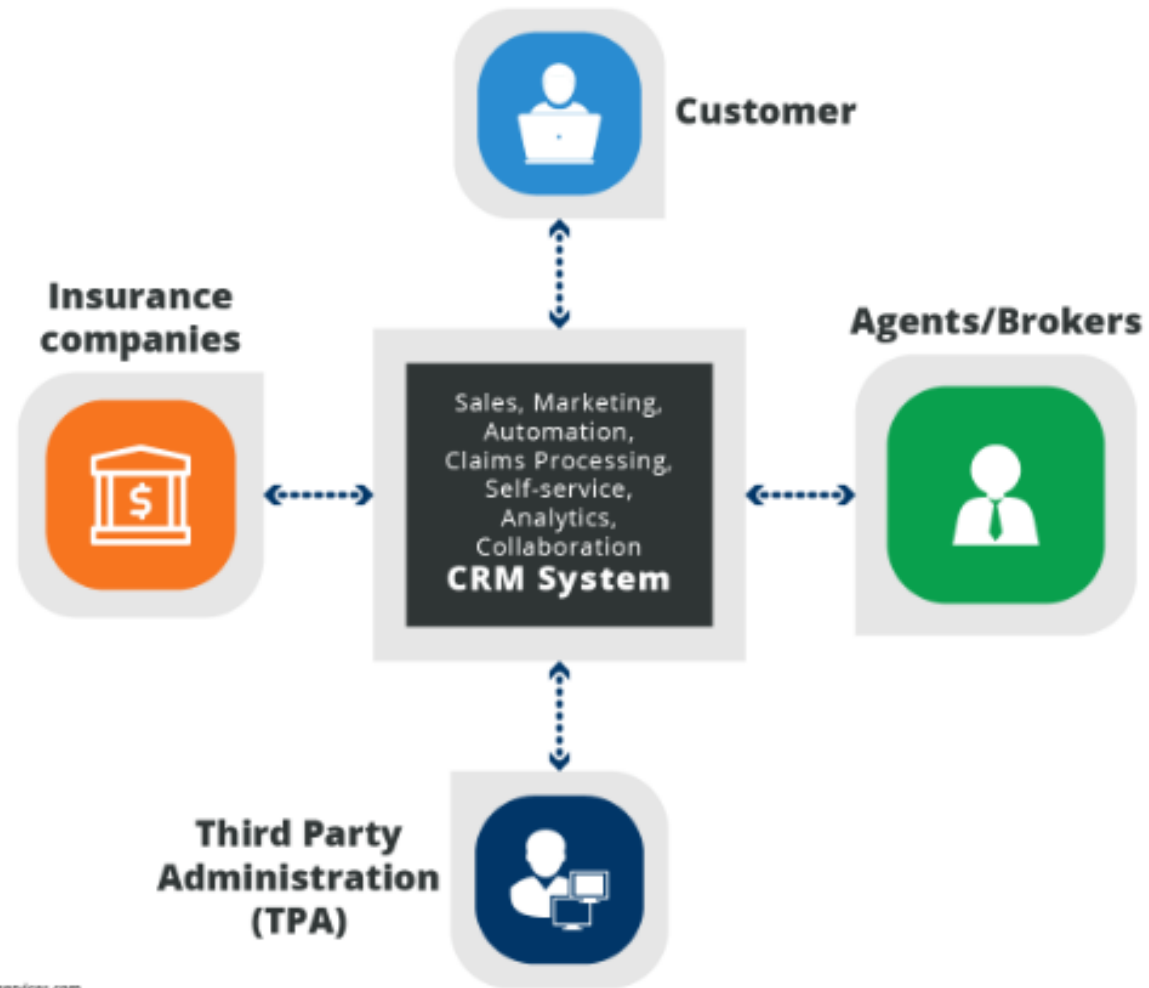 Customer
Insurance
companies
Agents/Brokers
Sales, Marketing,
Automation,
Claims Processing,
Self-service,
Analytics,
Collaboration
CRM System
$
Third Party
Administration
(TPA)